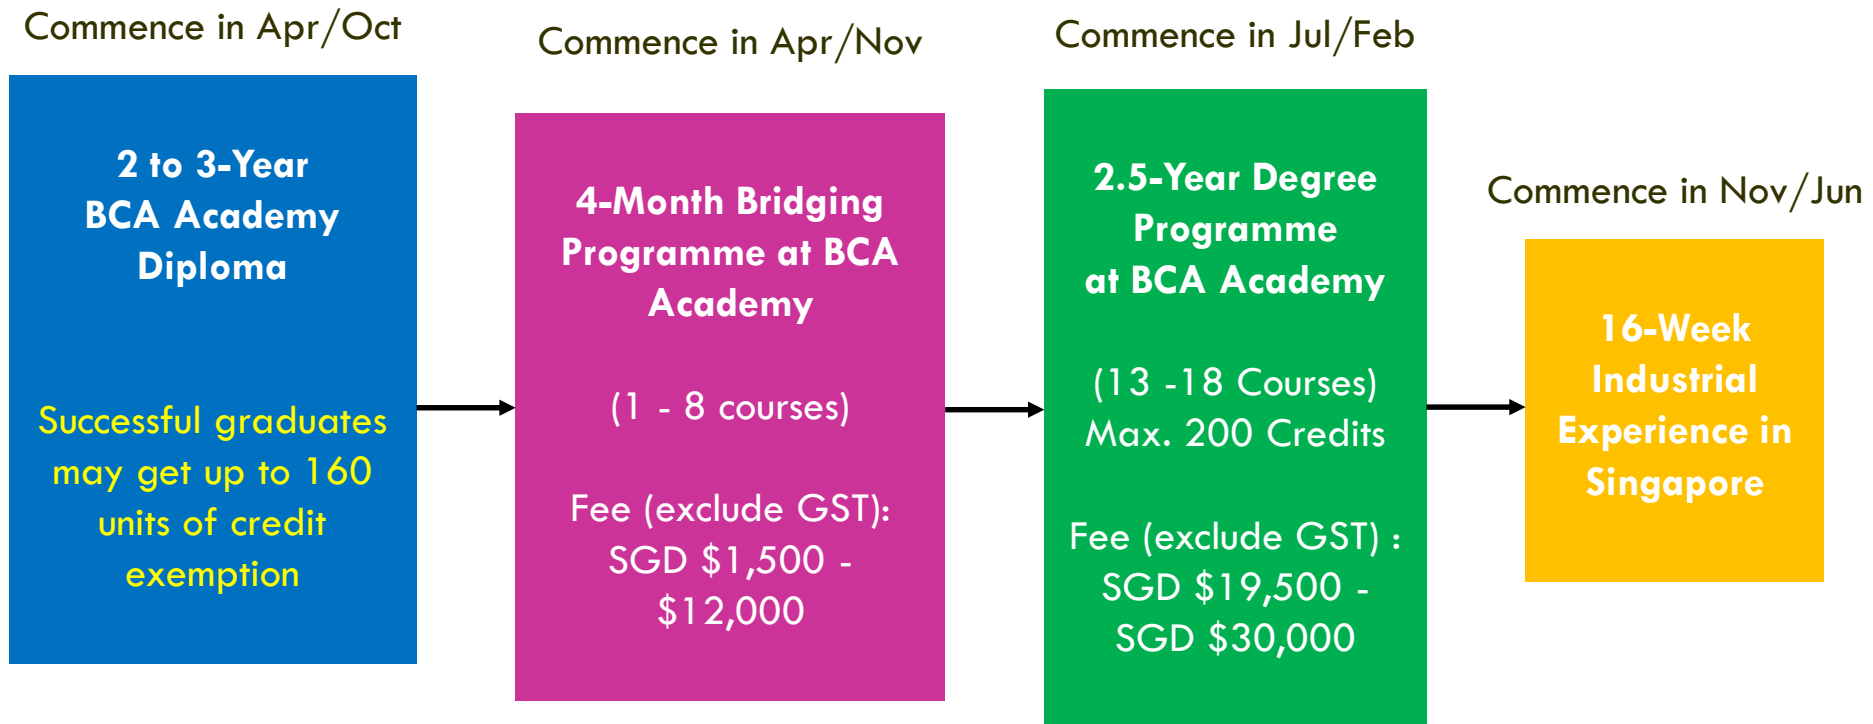 Commence in Apr/Oct
2 to 3-Year
BCA Academy
Diploma
Successful graduates
may get up to 160
units of credit
exemption
Commence in Apr/Nov
4-Month Bridging
Programme at BCA
Academy
(1 - 8 courses)
Fee (exclude GST):
SGD $1,500 -
$12,000
Commence in Jul/Feb
2.5-Year Degree
Programme
at BCA Academy
(13 -18 Courses)
Max. 200 Credits
Fee (exclude GST) :
SGD $19,500 -
SGD $30,000
Commence in Nov/Jun
16-Week
Industrial
Experience in
Singapore